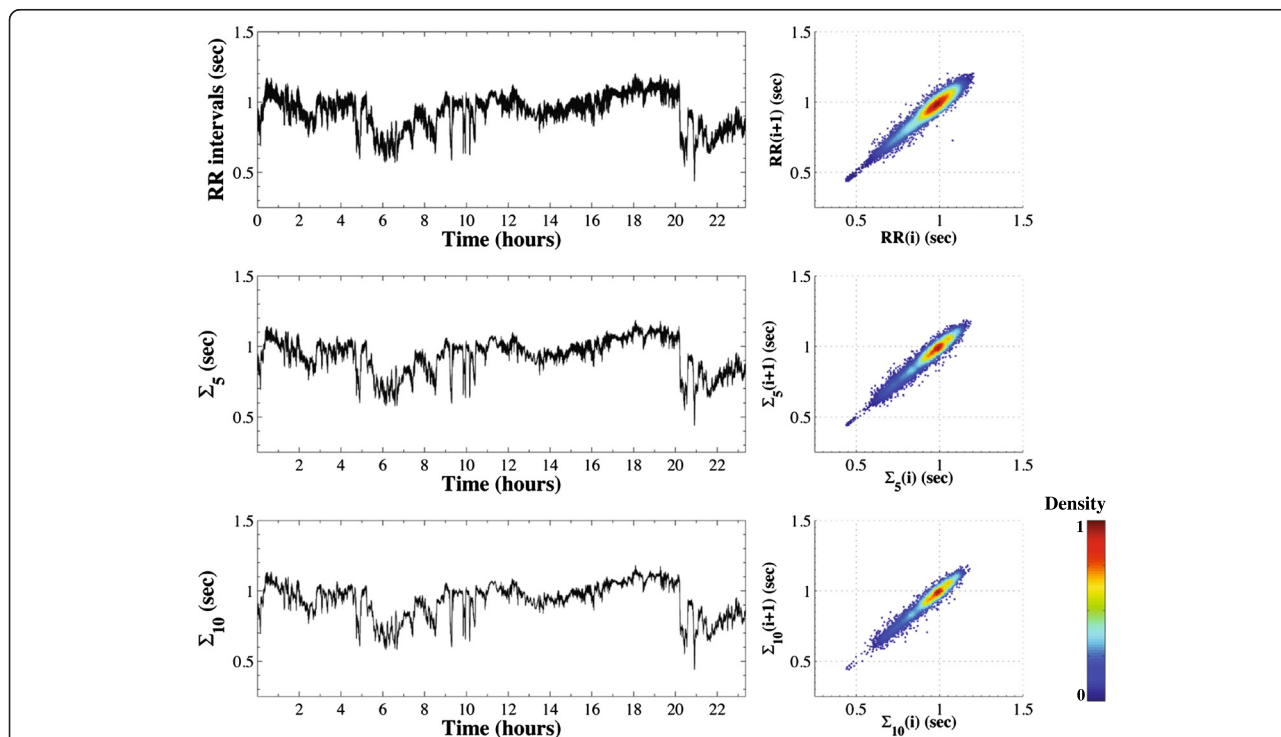 1.5
1
0.5
RR intervals (sec)
0 2 4 6 8 10 12 14 16 18 20 22
Time (hours)
1.5
1
0.5
RR(i+1) (sec)
0.5 1 1.5
RR(i) (sec)
1.5
1
0.5
Σ5 (sec)
2 4 6 8 10 12 14 16 18 20 22
Time (hours)
1.5
1
0.5
Σ5(i+1) (sec)
0.5 1 1.5
Σ5(i) (sec)
1.5
1
0.5
Σ10 (sec)
2 4 6 8 10 12 14 16 18 20 22
Time (hours)
1.5
1
0.5
Σ10(i+1) (sec)
0.5 1 1.5
Σ10(i) (sec)
Density
1
0